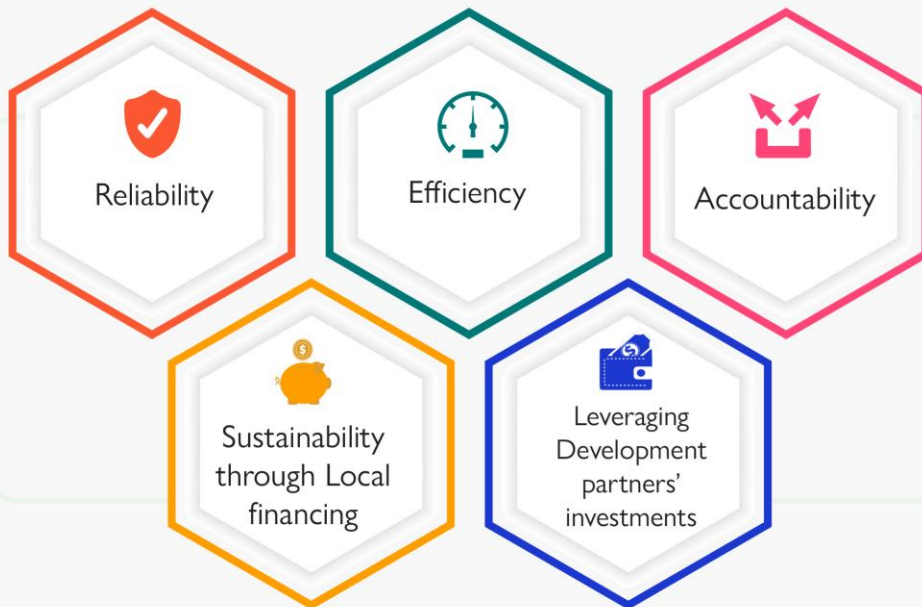 Reliability
Efficiency
Accountability
Sustainability
through Local
financing
Leveraging
Development
partners’
investments